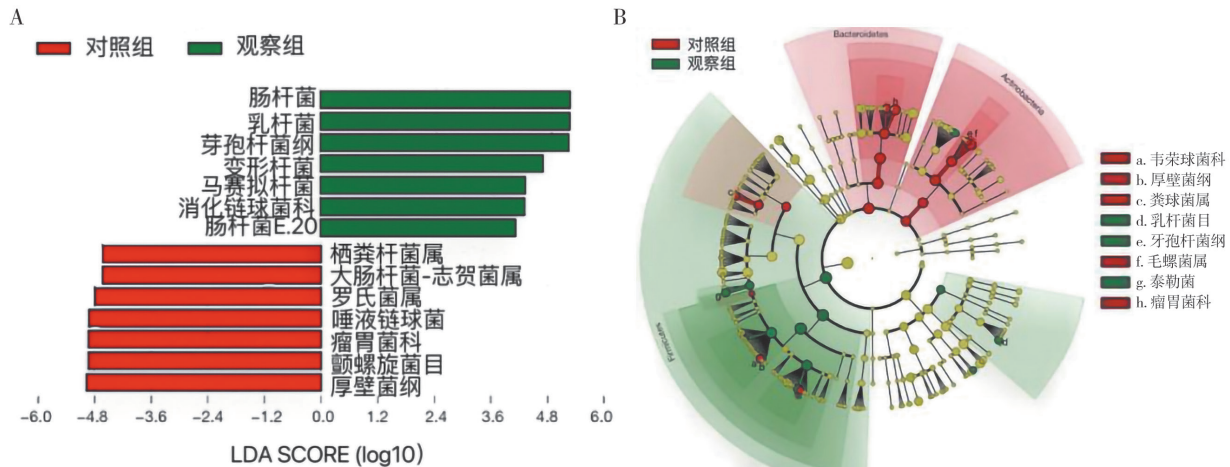 A
对照组
观察组
肠杆菌
乳杆菌
芽孢杆菌纲
变形杆菌
马赛拟杆菌
消化链球菌科
肠杆菌E.20
栖粪杆菌属
大肠杆菌-志贺菌属
罗氏菌属
唾液链球菌
瘤胃菌科
颤螺旋菌目
厚壁菌纲
-6.0 -4.8 -3.6 -2.4 -1.2 0.0 1.2 2.4 3.6 4.8 6.0
LDA SCORE (log10)
B
对照组
观察组
Bacteroidetes
Actinobacteria
Firmicutes
a. 韦荣球菌科
b. 厚壁菌纲
c. 粪球菌属
d. 乳杆菌目
e. 牙孢杆菌纲
f. 毛螺菌属
g. 泰勒菌
h. 瘤胃菌科